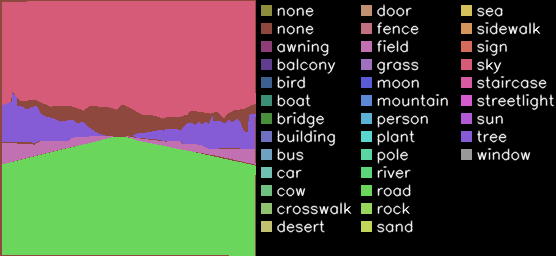 none
none
awning
balcony
bird
boat
bridge
building
bus
car
cow
crosswalk
desert
door
fence
field
grass
moon
mountain
person
plant
pole
river
road
rock
sand
sea
sidewalk
sign
sky
staircase
streetlight
sun
tree
window